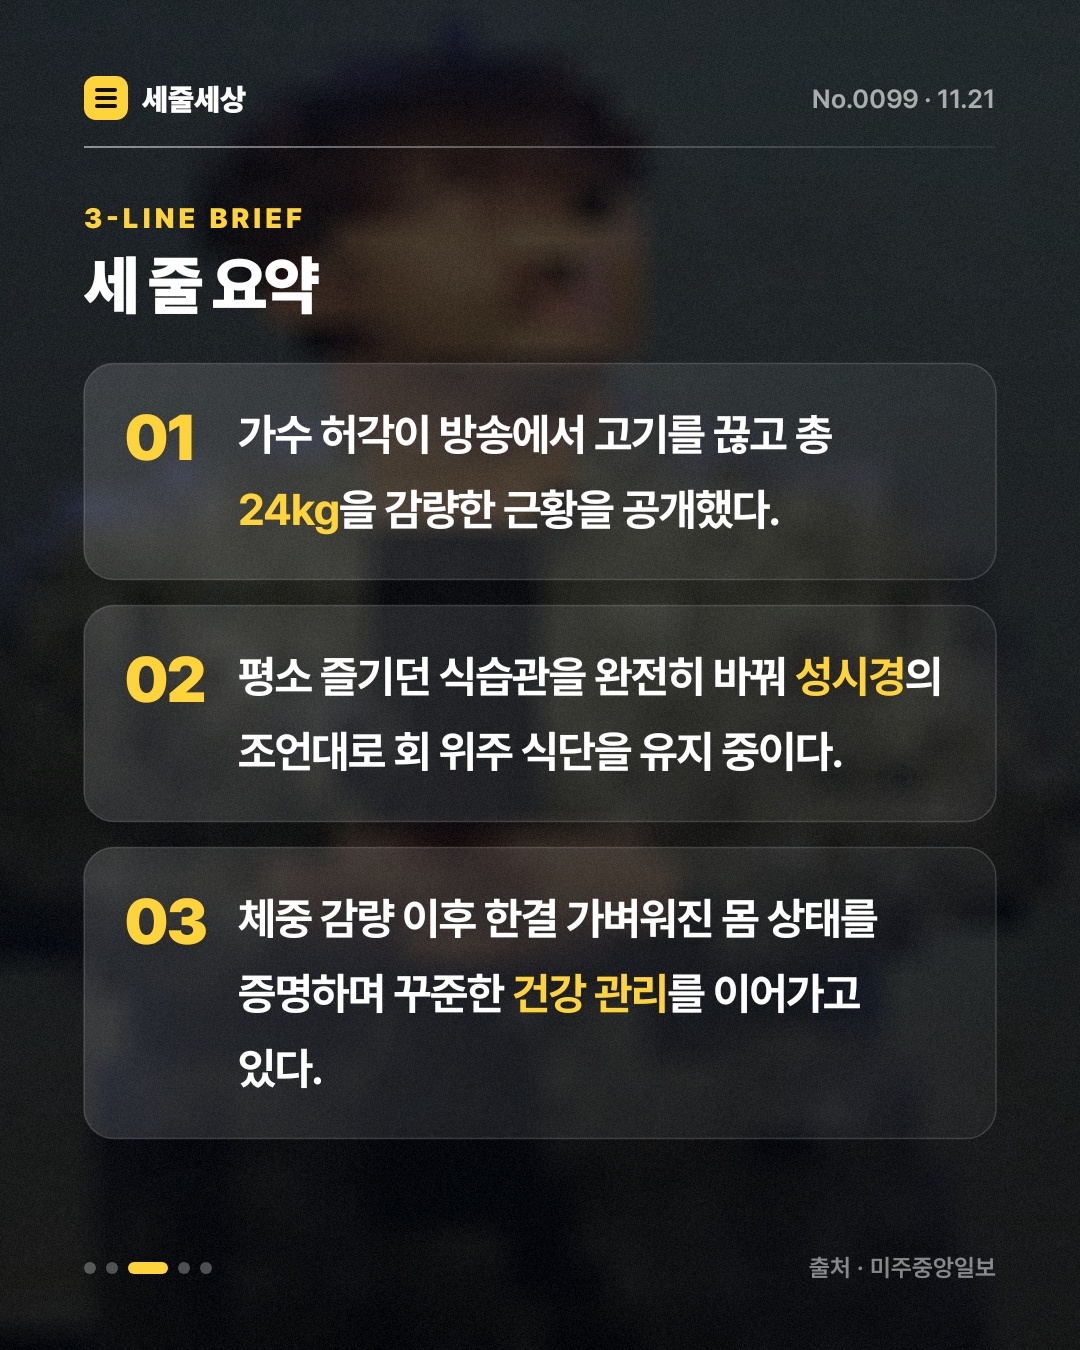 세줄세상
No.0099 · 11.21
3-LINE BRIEF
세 줄 요약
01
가수 허각이 방송에서 고기를 끊고 총
24kg을 감량한 근황을 공개했다.
02
평소 즐기던 식습관을 완전히 바꿔 성시경의
조언대로 회 위주 식단을 유지 중이다.
03
체중 감량 이후 한결 가벼워진 몸 상태를
증명하며 꾸준한 건강 관리를 이어가고
있다.
출처 · 미주중앙일보